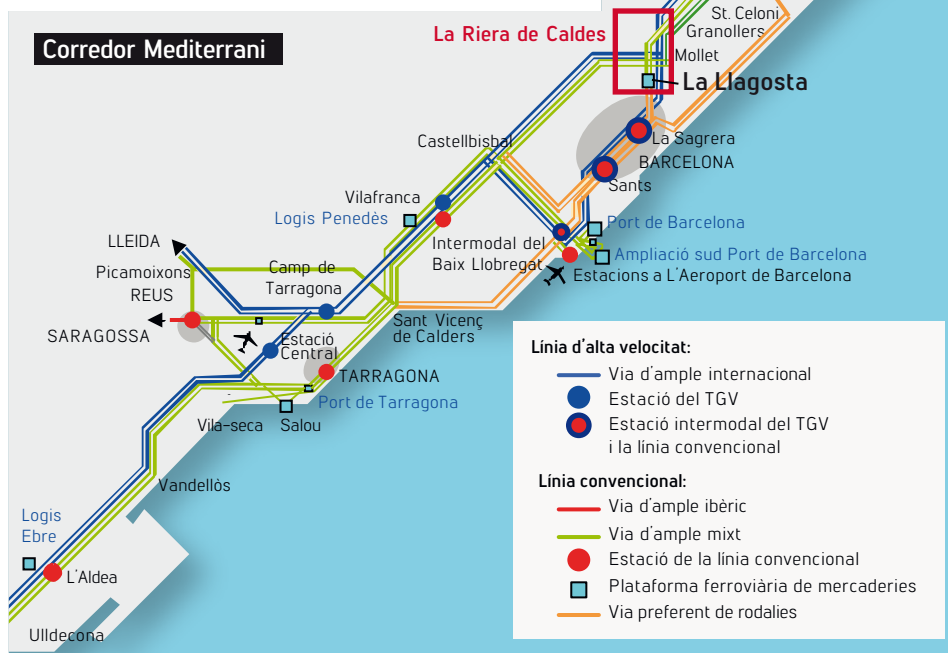 Corredor Mediterrani
La Riera de Caldes
St. Celoni
Granollers
Mollet
La Llagosta
Castellbisbal
La Sagrera
BARCELONA
Sants
Vilafranca
Logis Penedès
Port de Barcelona
LLEIDA
Intermodal del
Baix Llobregat
Ampliació sud Port de Barcelona
Picamoixons
Camp de
Tarragona
Estacions a L'Aeroport de Barcelona
REUS
SARAGOSSA
Estació
Central
Sant Vicenç
de Calders
TARRAGONA
Port de Tarragona
Vila-seca
Salou
Vandellòs
Logis
Ebre
L'Aldea
Ulldecona
Línia d'alta velocitat:
Via d'ample internacional
Estació del TGV
Estació intermodal del TGV
i la línia convencional
Línia convencional:
Via d'ample ibèric
Via d'ample mixt
Estació de la línia convencional
Plataforma ferroviària de mercaderies
Via preferent de rodalies